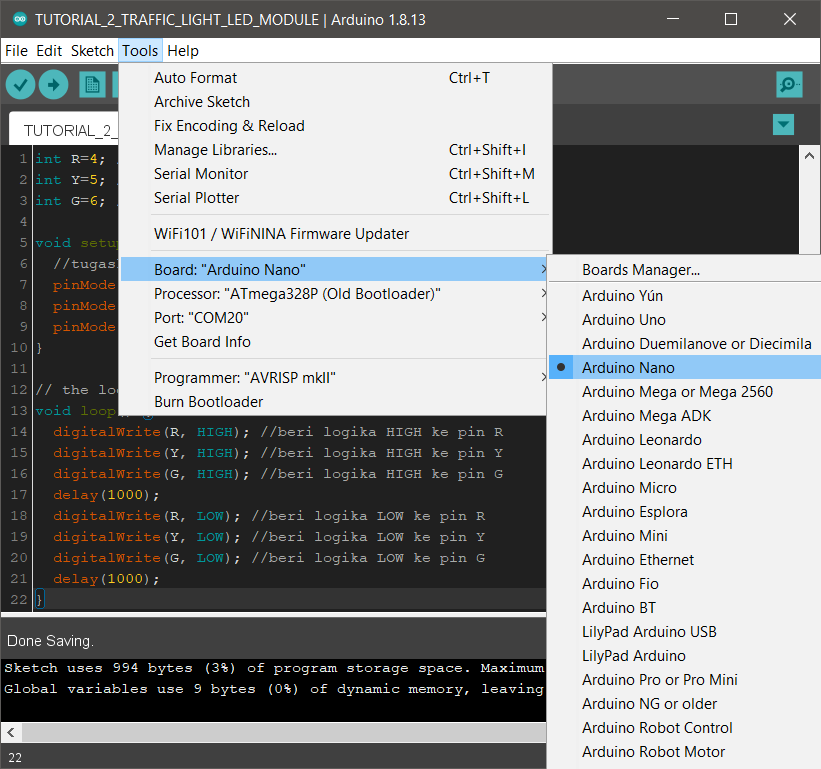 TUTORIAL_2_TRAFFIC_LIGHT_LED_MODULE | Arduino 1.8.13
File Edit Sketch Tools Help
TUTORIAL_2_
Auto Format Ctrl+T
Archive Sketch
Fix Encoding & Reload
Manage Libraries... Ctrl+Shift+I
Serial Monitor Ctrl+Shift+M
Serial Plotter Ctrl+Shift+L
WiFi101 / WiFiNINA Firmware Updater
Board: "Arduino Nano"
Processor: "ATmega328P (Old Bootloader)"
Port: "COM20"
Get Board Info
Programmer: "AVRISP mkII"
Burn Bootloader
Boards Manager...
Arduino Yún
Arduino Uno
Arduino Duemilanove or Diecimila
Arduino Nano
Arduino Mega or Mega 2560
Arduino Mega ADK
Arduino Leonardo
Arduino Leonardo ETH
Arduino Micro
Arduino Esplora
Arduino Mini
Arduino Ethernet
Arduino Fio
Arduino BT
LilyPad Arduino USB
LilyPad Arduino
Arduino Pro or Pro Mini
Arduino NG or older
Arduino Robot Control
Arduino Robot Motor
1 int R=4; /
2 int Y=5; /
3 int G=6; /
4
5 void setup
6 //tugas
7 pinMode
8 pinMode
9 pinMode
10 }
11
12 // the loo
13 void loop() {
14 digitalWrite(R, HIGH); //beri logika HIGH ke pin R
15 digitalWrite(Y, HIGH); //beri logika HIGH ke pin Y
16 digitalWrite(G, HIGH); //beri logika HIGH ke pin G
17 delay(1000);
18 digitalWrite(R, LOW); //beri logika LOW ke pin R
19 digitalWrite(Y, LOW); //beri logika LOW ke pin Y
20 digitalWrite(G, LOW); //beri logika LOW ke pin G
21 delay(1000);
22 }
Done Saving.
Sketch uses 994 bytes (3%) of program storage space. Maximum
Global variables use 9 bytes (0%) of dynamic memory, leaving
22